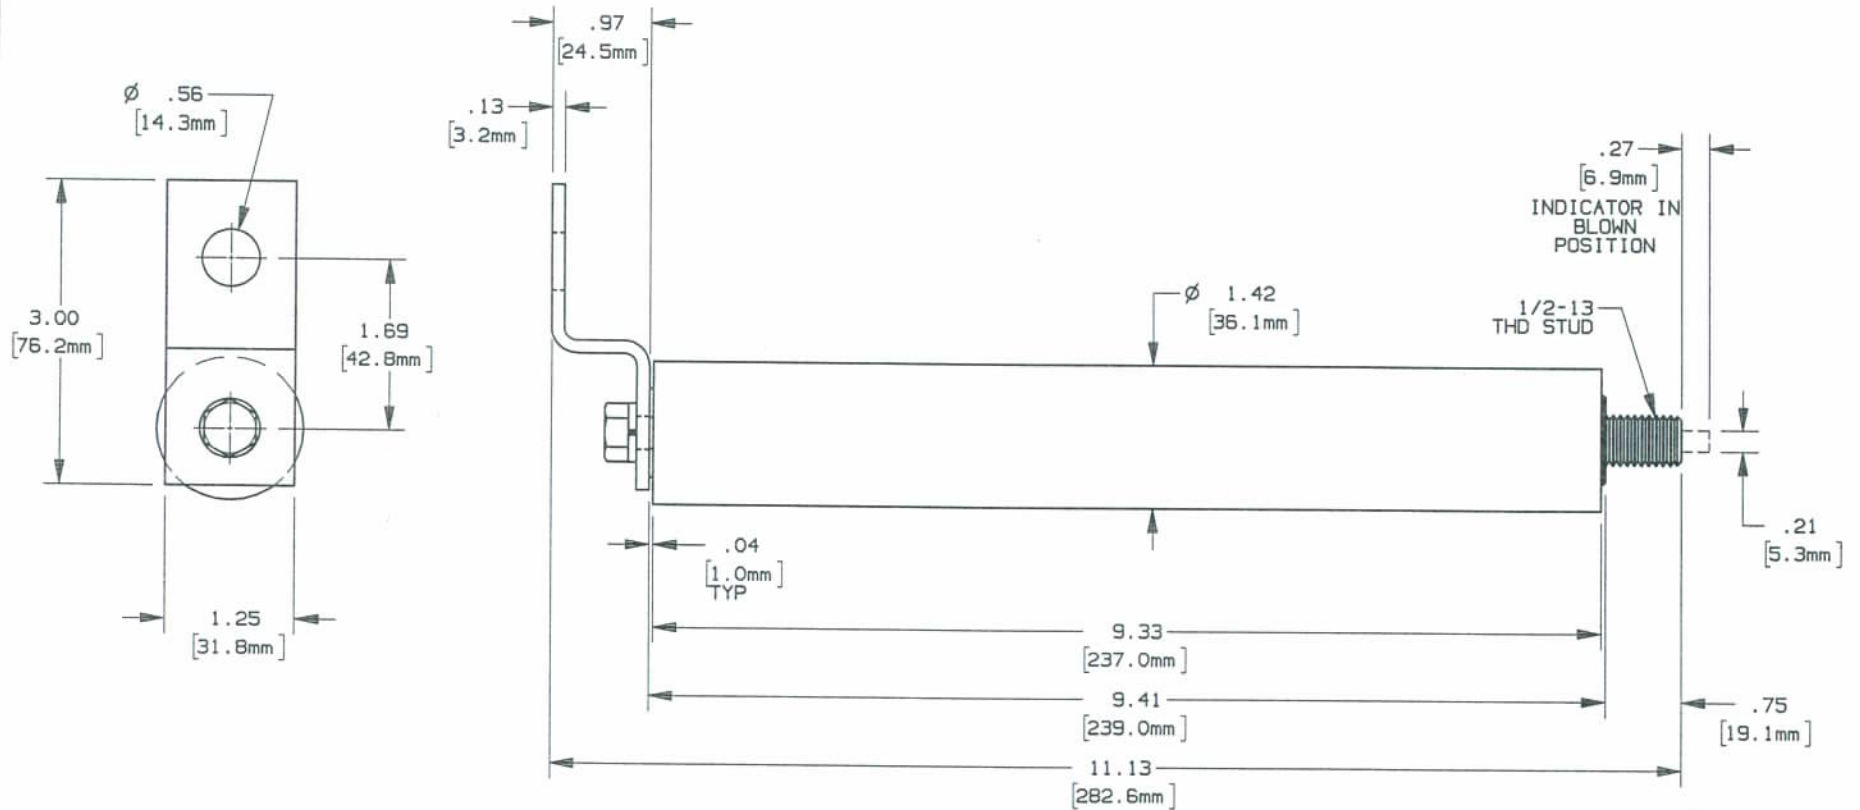 .97
[24.5mm]
Ø .56
[14.3mm]
.13
[3.2mm]
.27
[6.9mm]
INDICATOR IN
BLOWN
POSITION
3.00
[76.2mm]
1.69
[42.8mm]
Ø 1.42
[36.1mm]
1/2-13
THD STUD
.21
[5.3mm]
.04
[1.0mm]
TYP
1.25
[31.8mm]
9.33
[237.0mm]
9.41
[239.0mm]
.75
[19.1mm]
11.13
[282.6mm]